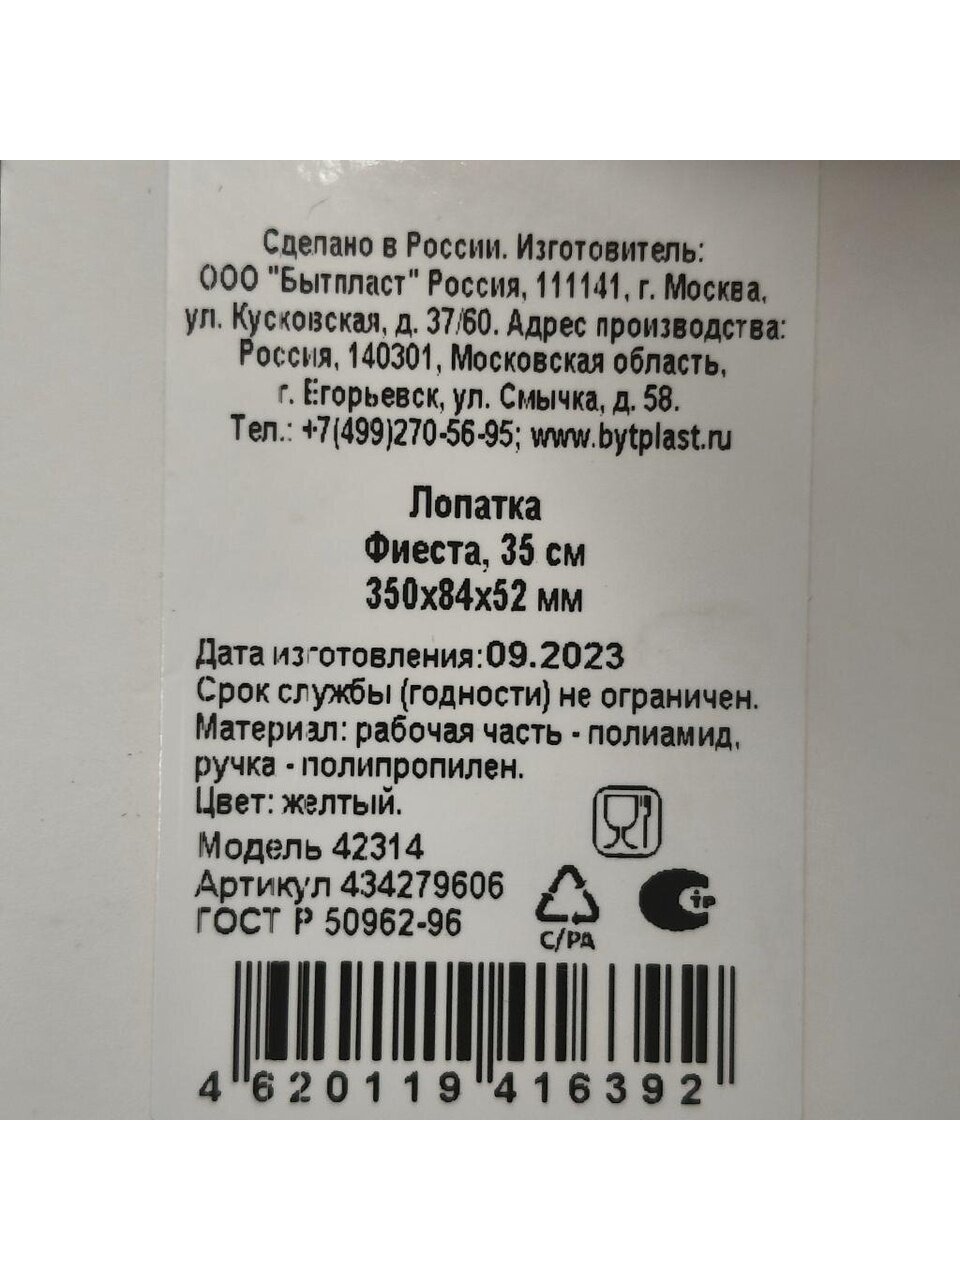 Сделано в России. Изготовитель:
ООО "Бытпласт" Россия, 111141, г. Москва,
ул. Кусковская, д. 37/60. Адрес производства:
Россия, 140301, Московская область,
г. Егорьевск, ул. Смычка, д. 58.
Тел.: +7(499)270-56-95; www.bytplast.ru
Лопатка
Фиеста, 35 см
350х84х52 мм
Дата изготовления:09.2023
Срок службы (годности) не ограничен.
Материал: рабочая часть - полиамид,
ручка - полипропилен.
Цвет: желтый.
Модель 42314
Артикул 434279606
ГОСТ Р 50962-96
C/PA
тр
4 620119 416392